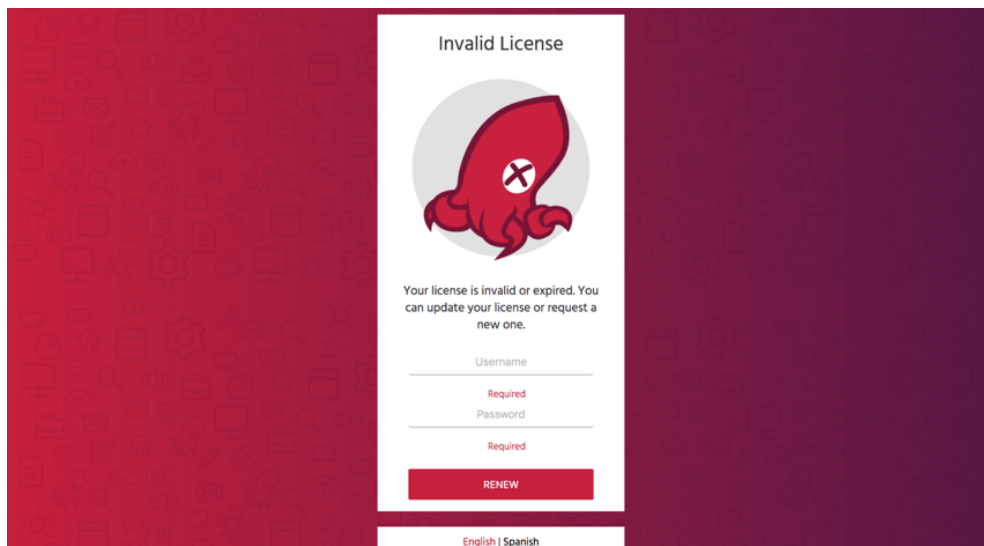 Invalid License
Your license is invalid or expired. You
can update your license or request a
new one.
Username
Required
Password
Required
RENEW
English | Spanish